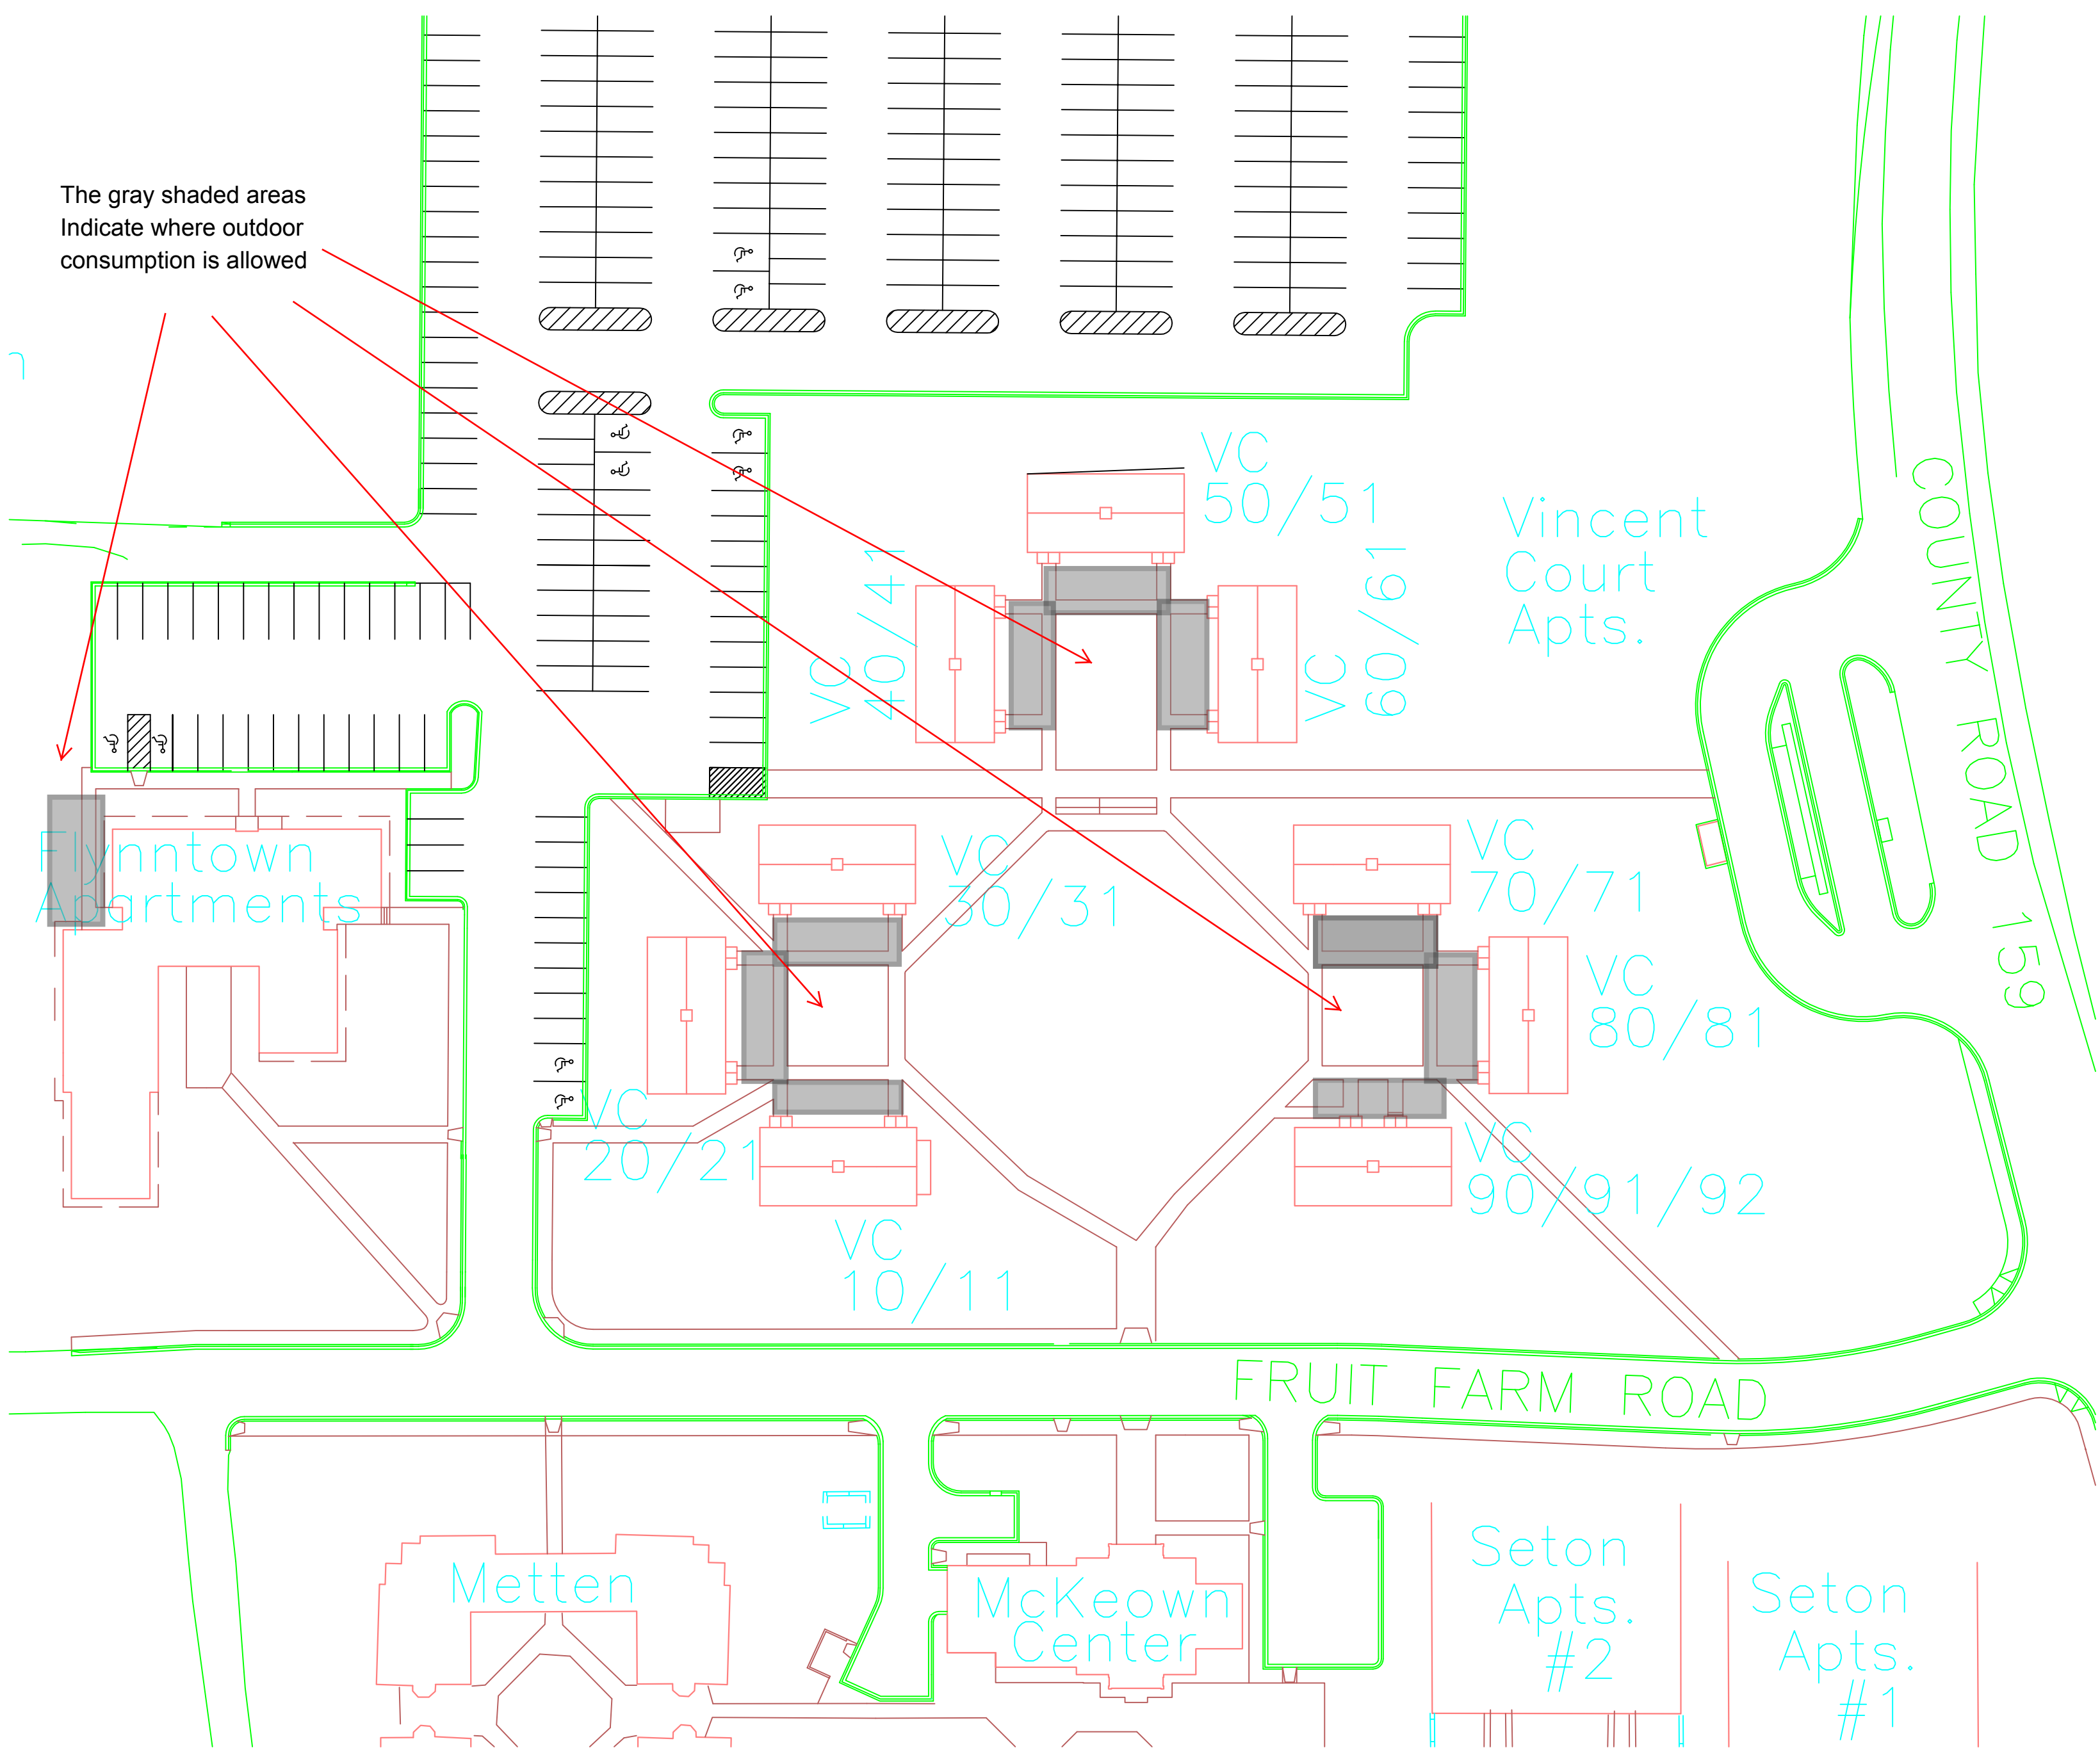 The gray shaded areas
Indicate where outdoor
consumption is allowed
VC
50/51
Vincent
Court
Apts.
VC
40/41
VC
60/61
COUNTY ROAD 159
Flynntown
Apartments
VC
30/31
VC
70/71
VC
80/81
VC
20/21
VC
90/91/92
VC
10/11
FRUIT FARM ROAD
Metten
McKeown
Center
Seton
Apts.
#2
Seton
Apts.
#1